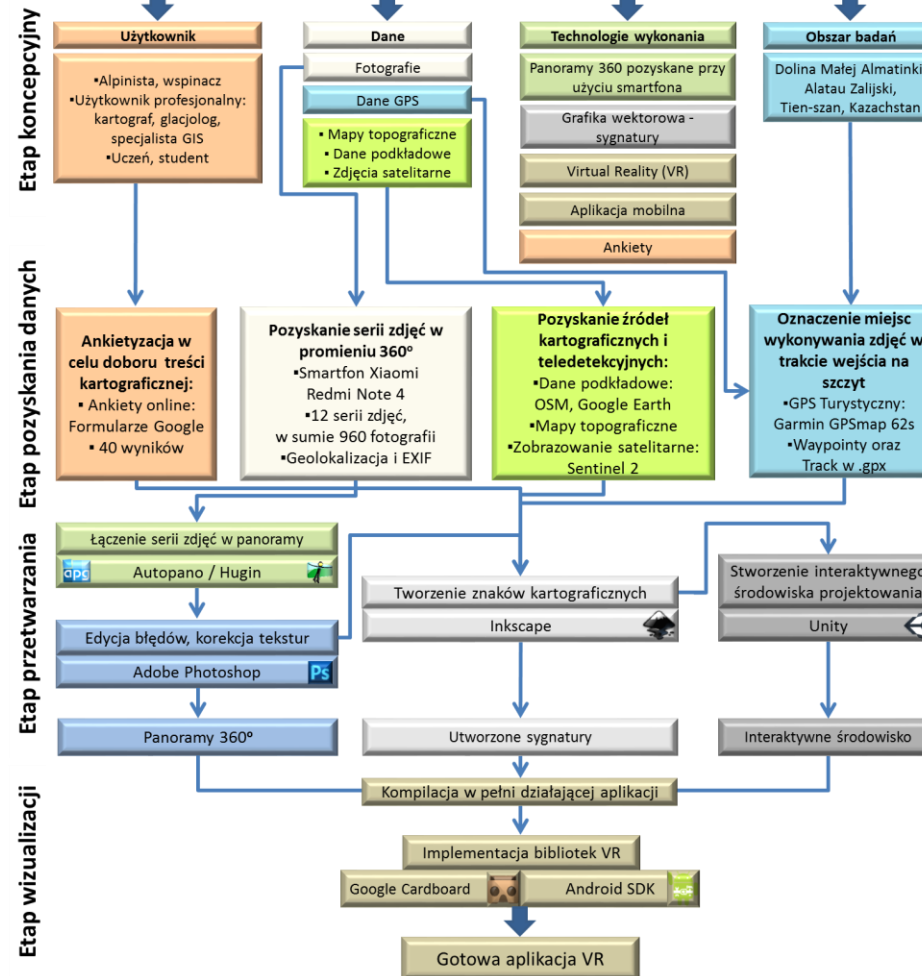 Etap koncepcyjny
Użytkownik
▪Alpinista, wspinacz
▪Użytkownik profesjonalny:
kartograf, glacjolog,
specjalista GIS
▪Uczeń, student
Dane
Fotografie
Dane GPS
▪ Mapy topograficzne
▪ Dane podkładowe
▪ Zdjęcia satelitarne
Technologie wykonania
Panoramy 360 pozyskane przy
użyciu smartfona
Grafika wektorowa -
sygnatury
Virtual Reality (VR)
Aplikacja mobilna
Ankiety
Obszar badań
Dolina Małej Almatinki
Alatau Zalijski,
Tien-szan, Kazachstan
Etap pozyskania danych
Ankietyzacja w
celu doboru treści
kartograficznej:
▪ Ankiety online:
Formularze Google
▪ 40 wyników
Pozyskanie serii zdjęć w
promieniu 360º
▪Smartfon Xiaomi
Redmi Note 4
▪12 serii zdjęć,
w sumie 960 fotografii
▪Geolokalizacja i EXIF
Pozyskanie źródeł
kartograficznych i
teledetekcyjnych:
▪Dane podkładowe:
OSM, Google Earth
▪Mapy topograficzne
▪Zobrazowanie satelitarne:
Sentinel 2
Oznaczenie miejsc
wykonywania zdjęć w
trakcie wejścia na
szczyt
▪GPS Turystyczny:
Garmin GPSmap 62s
▪Waypointy oraz
Track w .gpx
Etap przetwarzania
Łączenie serii zdjęć w panoramy
apg
Autopano / Hugin
Edycja błędów, korekcja tekstur
Adobe Photoshop
Ps
Panoramy 360º
Tworzenie znaków kartograficznych
Inkscape
Utworzone sygnatury
Stworzenie interaktywnego
środowiska projektowania
Unity
Interaktywne środowisko
Etap wizualizacji
Kompilacja w pełni działającej aplikacji
Implementacja bibliotek VR
Google Cardboard
Android SDK
Gotowa aplikacja VR